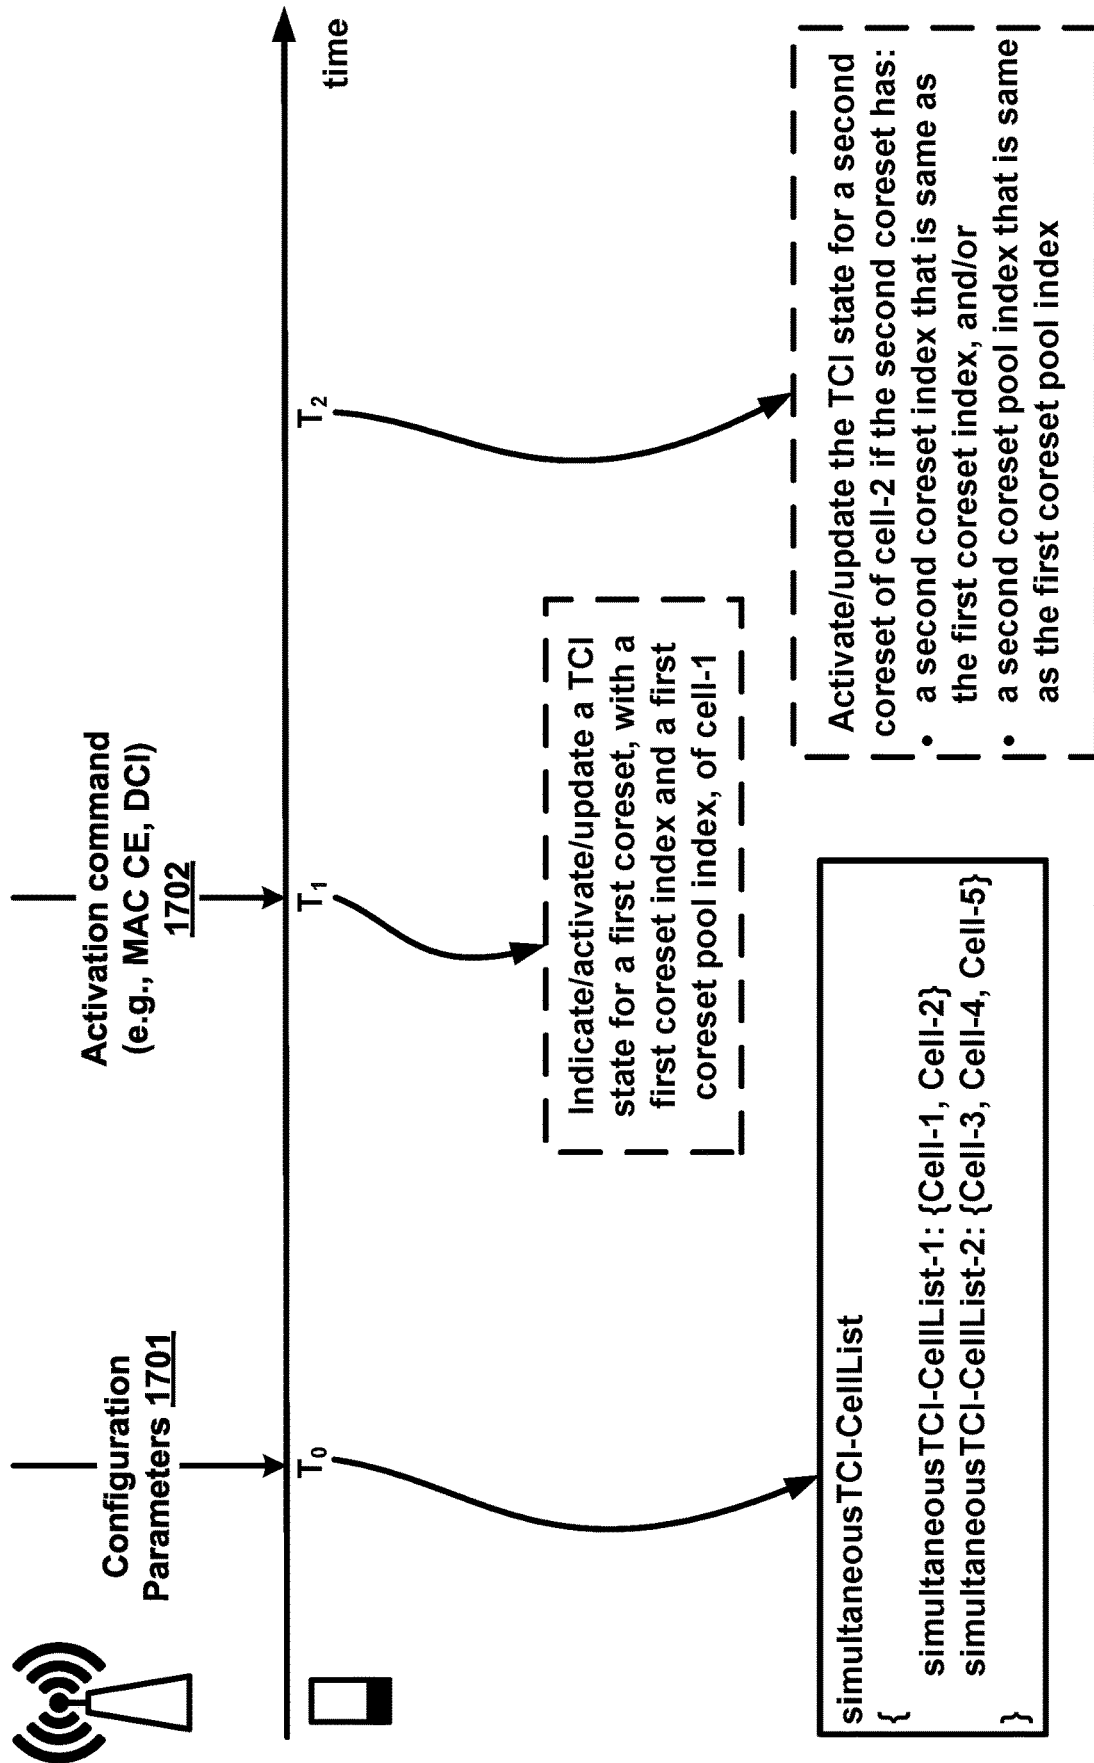 Configuration
Parameters 1701
Activation command
(e.g., MAC CE, DCI)
1702
T0
T1
T2
time
Indicate/activate/update a TCI
state for a first coreset, with a
first coreset index and a first
coreset pool index, of cell-1
simultaneousTCI-CellList
{
simultaneousTCI-CellList-1: {Cell-1, Cell-2}
simultaneousTCI-CellList-2: {Cell-3, Cell-4, Cell-5}
}
Activate/update the TCI state for a second
coreset of cell-2 if the second coreset has:
• a second coreset index that is same as
the first coreset index, and/or
• a second coreset pool index that is same
as the first coreset pool index